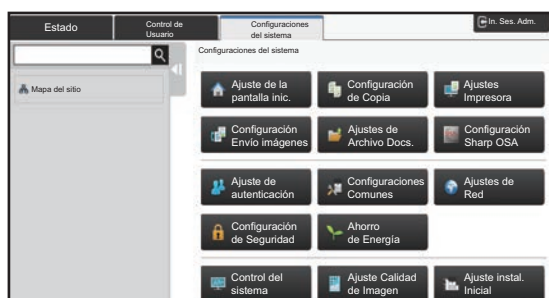 Estado
Control de
Usuario
Configuraciones
del sistema
In. Ses. Adm.
Configuraciones del sistema
Mapa del sitio
Ajuste de la
pantalla inic.
Configuración
de Copia
Ajustes
Impresora
Configuración
Envío imágenes
Ajustes de
Archivo Docs.
Configuración
Sharp OSA
Ajuste de
autenticación
Configuraciones
Comunes
Ajustes de
Red
Configuración
de Seguridad
Ahorro
de Energía
Control del
sistema
Ajuste Calidad
de Imagen
Ajuste instal.
Inicial